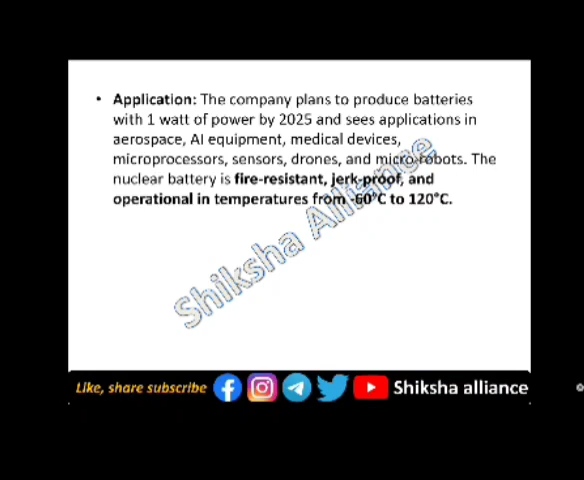 • Application: The company plans to produce batteries
with 1 watt of power by 2025 and sees applications in
aerospace, AI equipment, medical devices,
microprocessors, sensors, drones, and micro-robots. The
nuclear battery is fire-resistant, jerk-proof, and
operational in temperatures from -60°C to 120°C.
Shiksha Alliance
Like, share subscribe Shiksha alliance